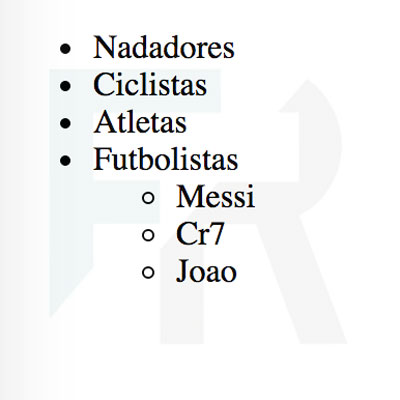 Nadadores
Ciclistas
Atletas
Futbolistas
Messi
Cr7
Joao